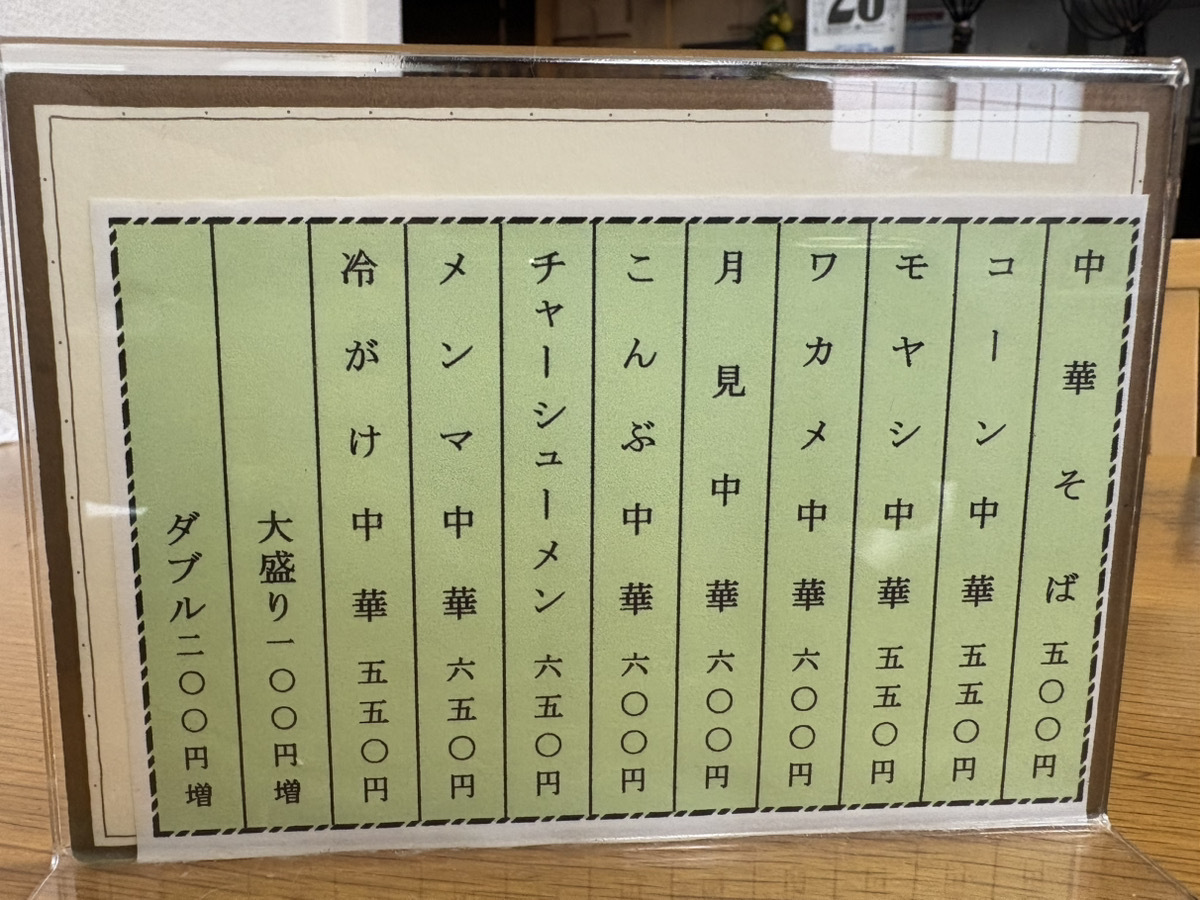 中華そば 五〇〇円
コーン中華 五五〇円
モヤシ中華 五五〇円
ワカメ中華 六〇〇円
月見中華 六〇〇円
こんぶ中華 六〇〇円
チャーシューメン 六五〇円
メンマ中華 六五〇円
冷がけ中華 五五〇円
大盛り一〇〇円増
ダブル二〇〇円増